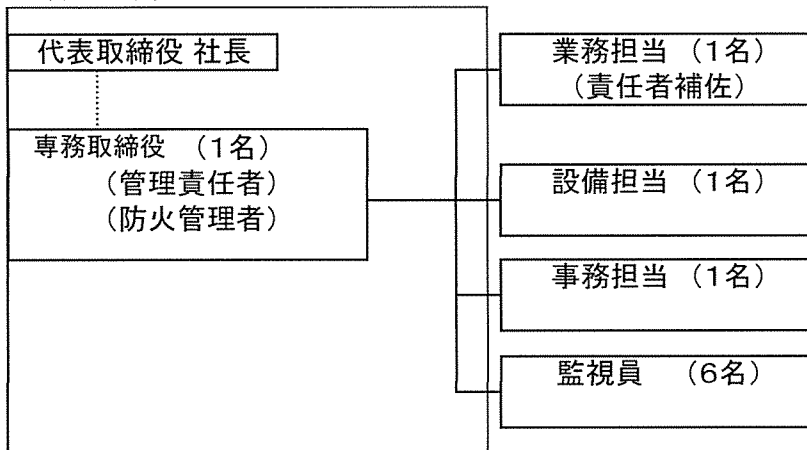 代表取締役 社長
専務取締役 (1名)
(管理責任者)
(防火管理者)
業務担当 (1名)
(責任者補佐)
設備担当 (1名)
事務担当 (1名)
監視員 (6名)